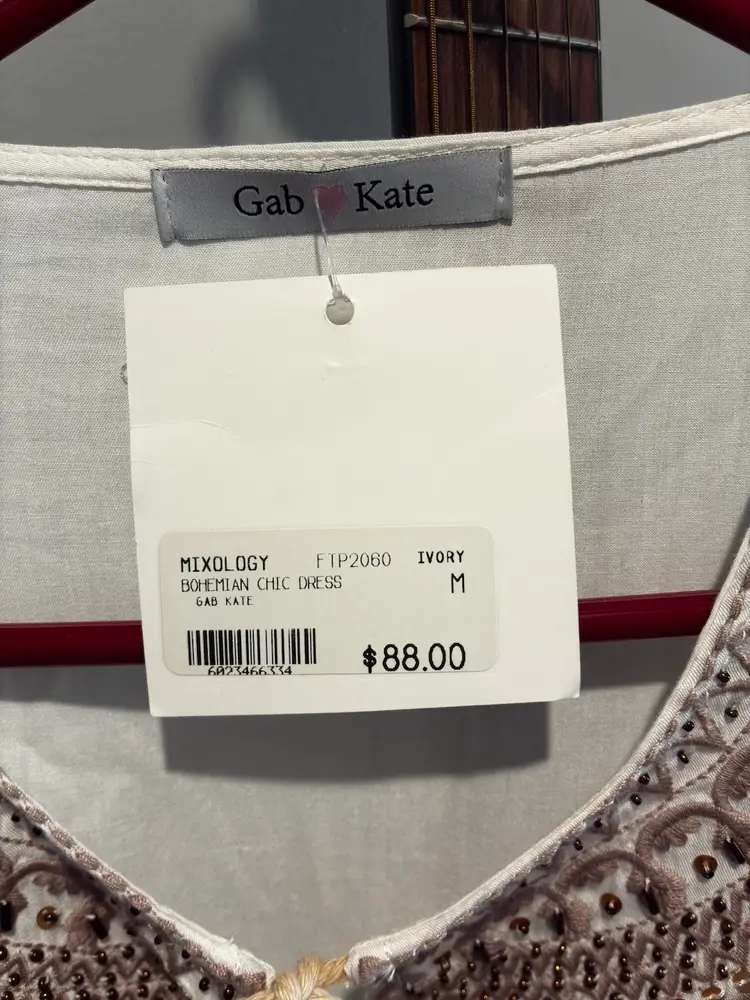 Gab Kate
MIXOLOGY FTP2060 IVORY
BOHEMIAN CHIC DRESS M
GAB KATE
$88.00
6023466334